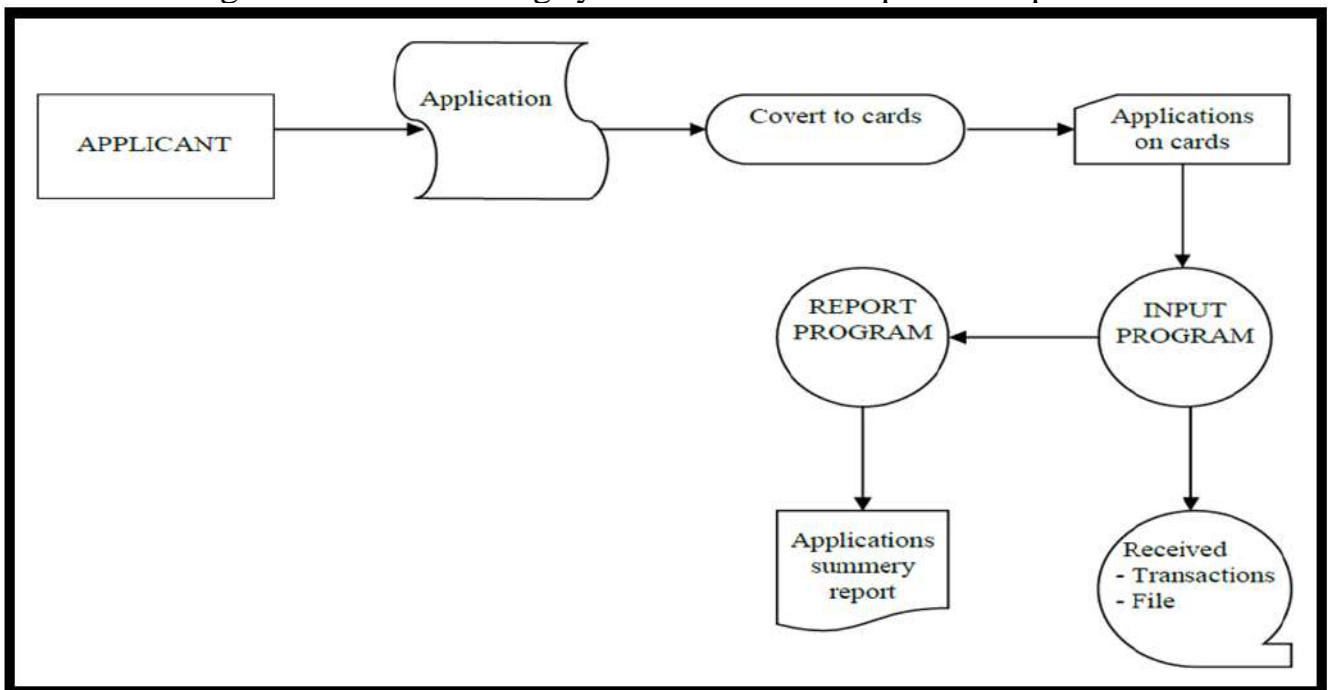 APPLICANT
Application
Covert to cards
Applications
on cards
REPORT
PROGRAM
INPUT
PROGRAM
Applications
summery
report
Received
- Transactions
- File